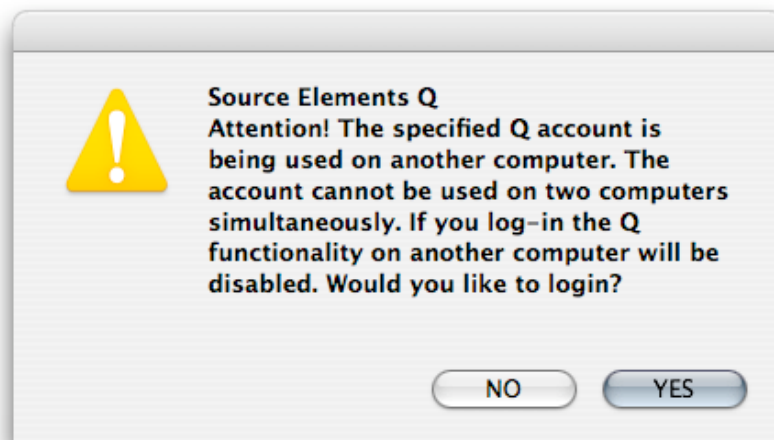 Source Elements Q
Attention! The specified Q account is
being used on another computer. The
account cannot be used on two computers
simultaneously. If you log-in the Q
functionality on another computer will be
disabled. Would you like to login?
NO YES